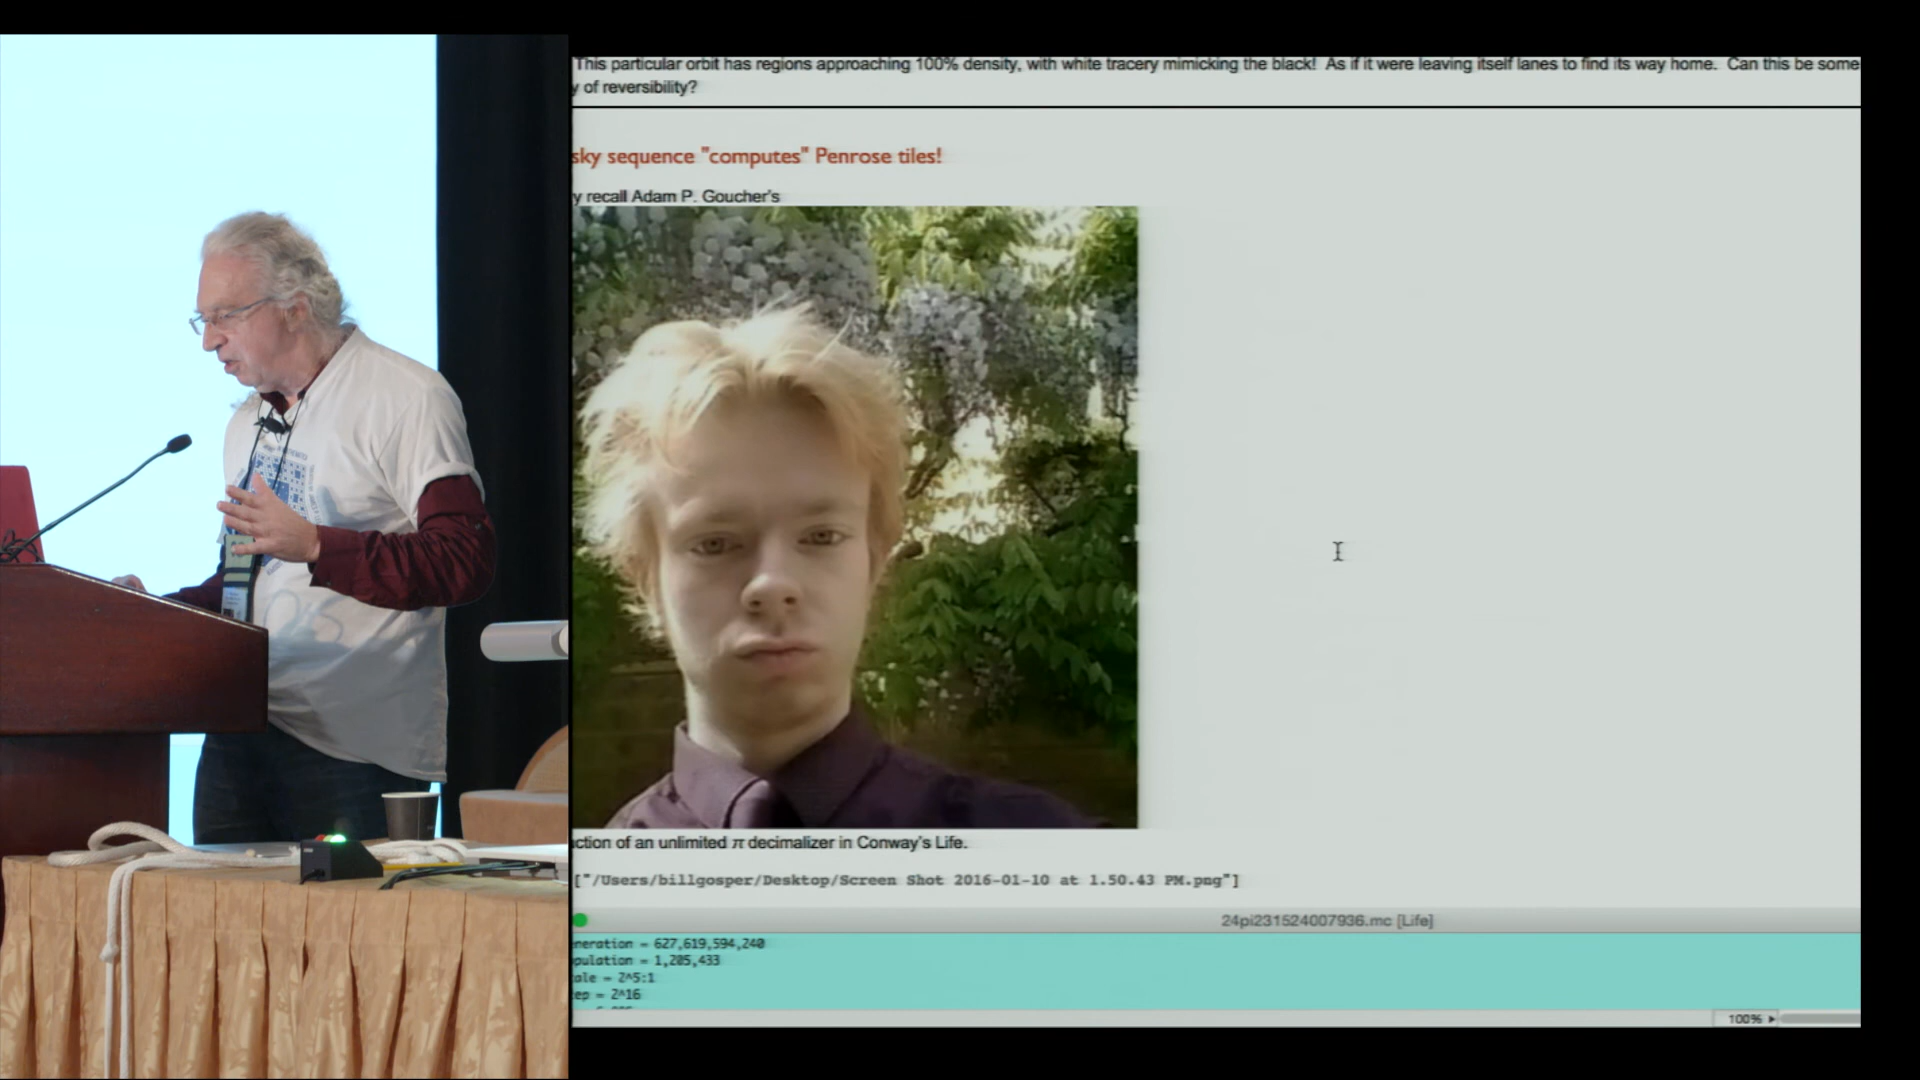 This particular orbit has regions approaching 100% density, with white tracery mimicking the black!  As if it were leaving itself lanes to find its way home.  Can this be some
y of reversibility?
sky sequence "computes" Penrose tiles!
y recall Adam P. Goucher's
ction of an unlimited π decimalizer in Conway's Life.
["/Users/billgosper/Desktop/Screen Shot 2016-01-10 at 1.50.43 PM.png"]
24pi231524007936.mc [Life]
neration = 627,619,594,240
pulation = 1,205,433
ale = 2^5:1
ep = 2^16
100%